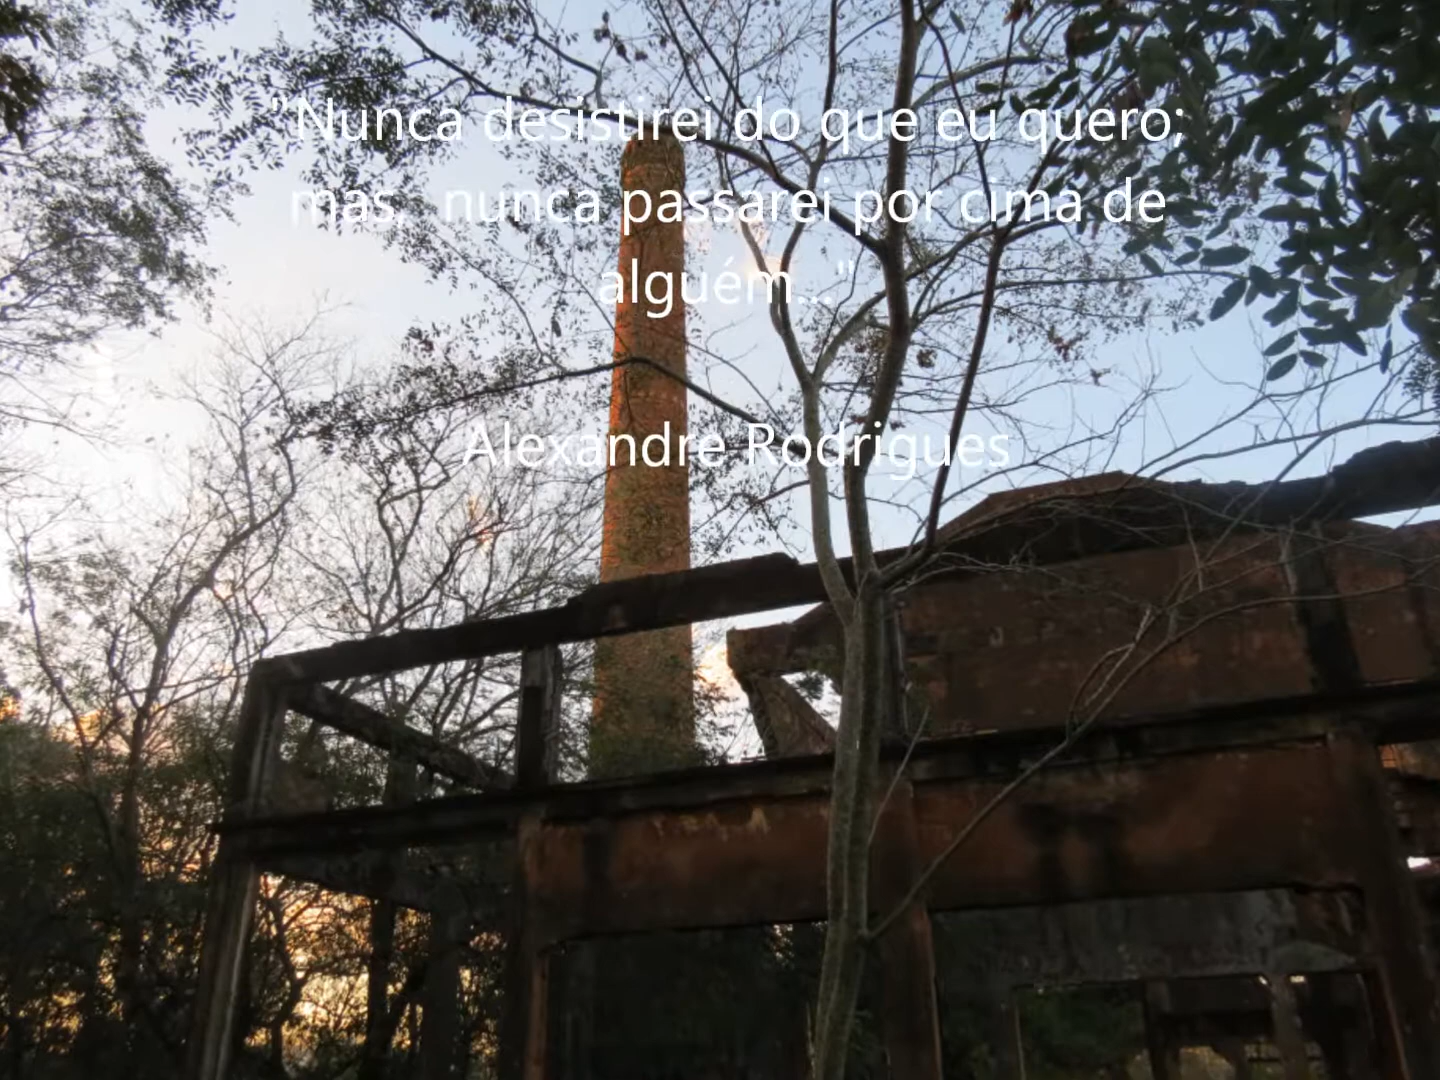 "Nunca desistirei do que eu quero;
mas,  nunca passarei por cima de
alguém..."
Alexandre Rodrigues